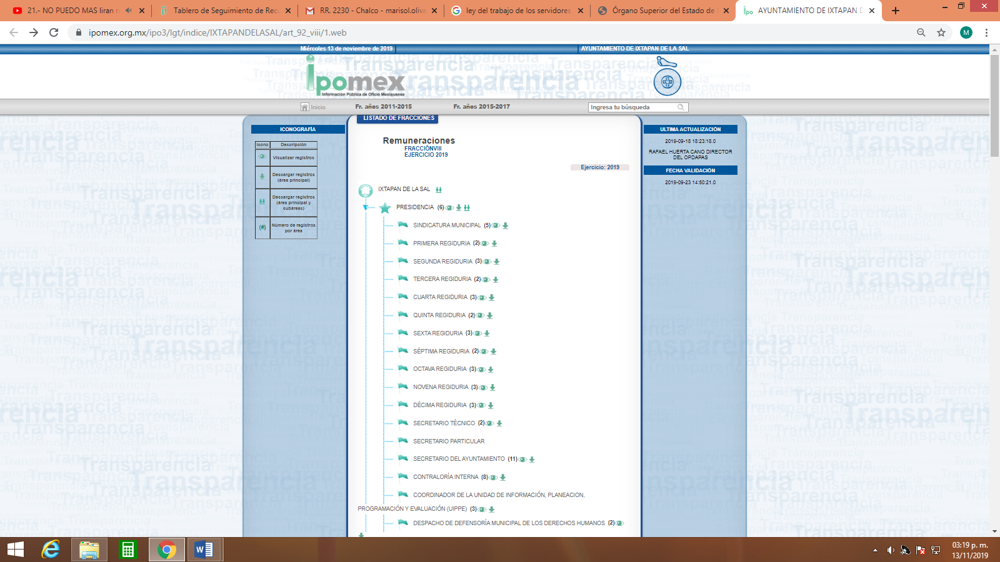 21.- NO PUEDO MAS liran r
Tablero de Seguimiento de Recu
RR. 2230 - Chalco - marisol.oliva
ley del trabajo de los servidores
Órgano Superior del Estado de
AYUNTAMIENTO DE IXTAPAN D
ipomex.org.mx/ipo3/lgt/indice/IXTAPANDELASAL/art_92_viii/1.web
M
Miércoles 13 de noviembre de 2019
AYUNTAMIENTO DE IXTAPAN DE LA SAL
ipomex
Información Pública de Oficio Mexiquense
Transparencia
Inicio
Fr. años 2011-2015
Fr. años 2015-2017
Ingresa tu búsqueda
LISTADO DE FRACCIONES
ICONOGRAFÍA
Icono Descripción
Visualizar registros
Descargar registros
(área principal)
Descargar registros
(área principal y
subáreas)
(#) Número de registros
por área
Remuneraciones
FRACCIÓNVIII
EJERCICIO 2019
Ejercicio: 2019
IXTAPAN DE LA SAL
PRESIDENCIA (6)
SINDICATURA MUNICIPAL (5)
PRIMERA REGIDURIA (2)
SEGUNDA REGIDURIA (3)
TERCERA REGIDURIA (2)
CUARTA REGIDURIA (3)
QUINTA REGIDURIA (2)
SEXTA REGIDURIA (3)
SÉPTIMA REGIDURIA (2)
OCTAVA REGIDURIA (3)
NOVENA REGIDURIA (3)
DÉCIMA REGIDURIA (3)
SECRETARIO TÉCNICO (2)
SECRETARIO PARTICULAR
SECRETARIO DEL AYUNTAMIENTO (11)
CONTRALORÍA INTERNA (8)
COORDINADOR DE LA UNIDAD DE INFORMACIÓN, PLANEACION,
PROGRAMACIÓN Y EVALUACIÓN (UIPPE) (3)
DESPACHO DE DEFENSORÍA MUNICIPAL DE LOS DERECHOS HUMANOS (2)
ULTIMA ACTUALIZACIÓN
2019-09-18 18:23:18.0
RAFAEL HUERTA CANO DIRECTOR
DEL OPDAPAS
FECHA VALIDACIÓN
2019-09-23 14:50:21.0
03:19 p. m.
13/11/2019